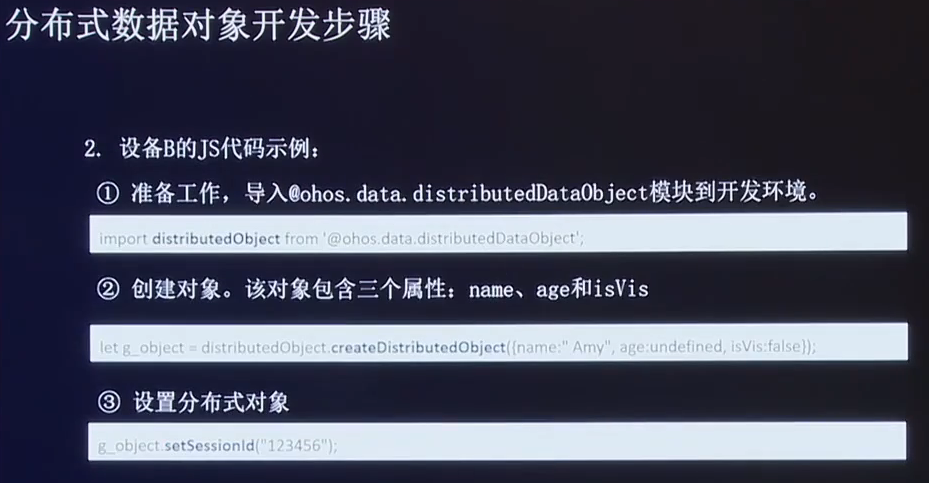 分布式数据对象开发步骤
2. 设备B的JS代码示例：
① 准备工作，导入@ohos.data.distributedDataObject模块到开发环境。
import distributedObject from '@ohos.data.distributedDataObject';
② 创建对象。该对象包含三个属性：name、age和isVis
let g_object = distributedObject.createDistributedObject({name:" Amy", age:undefined, isVis:false});
③ 设置分布式对象
g_object.setSessionId("123456");